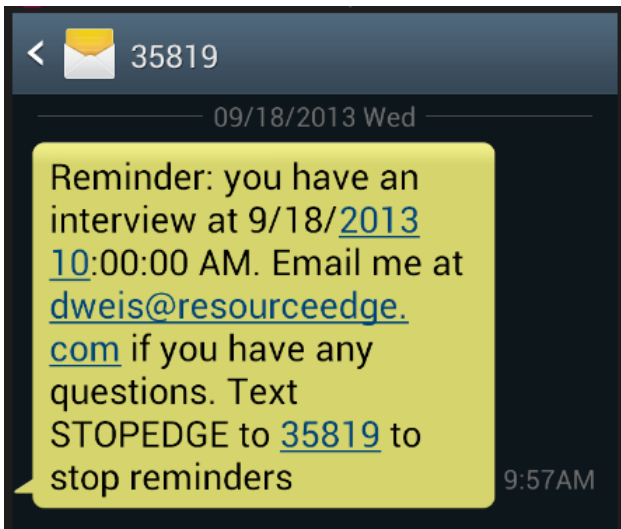 35819
09/18/2013 Wed
Reminder: you have an
interview at 9/18/2013
10:00:00 AM. Email me at
dweis@resourceedge.
com if you have any
questions. Text
STOPEDGE to 35819 to
stop reminders
9:57AM